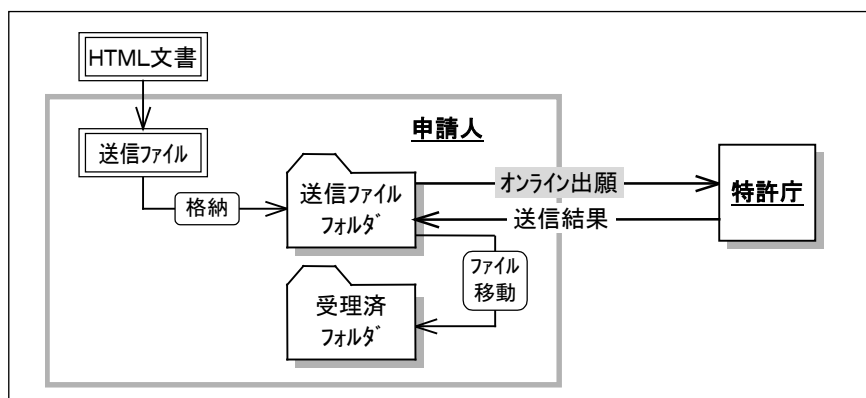 HTML文書
申請人
送信ファイル
格納
送信ファイル
フォルダ
オンライン出願
特許庁
送信結果
ファイル
移動
受理済
フォルダ